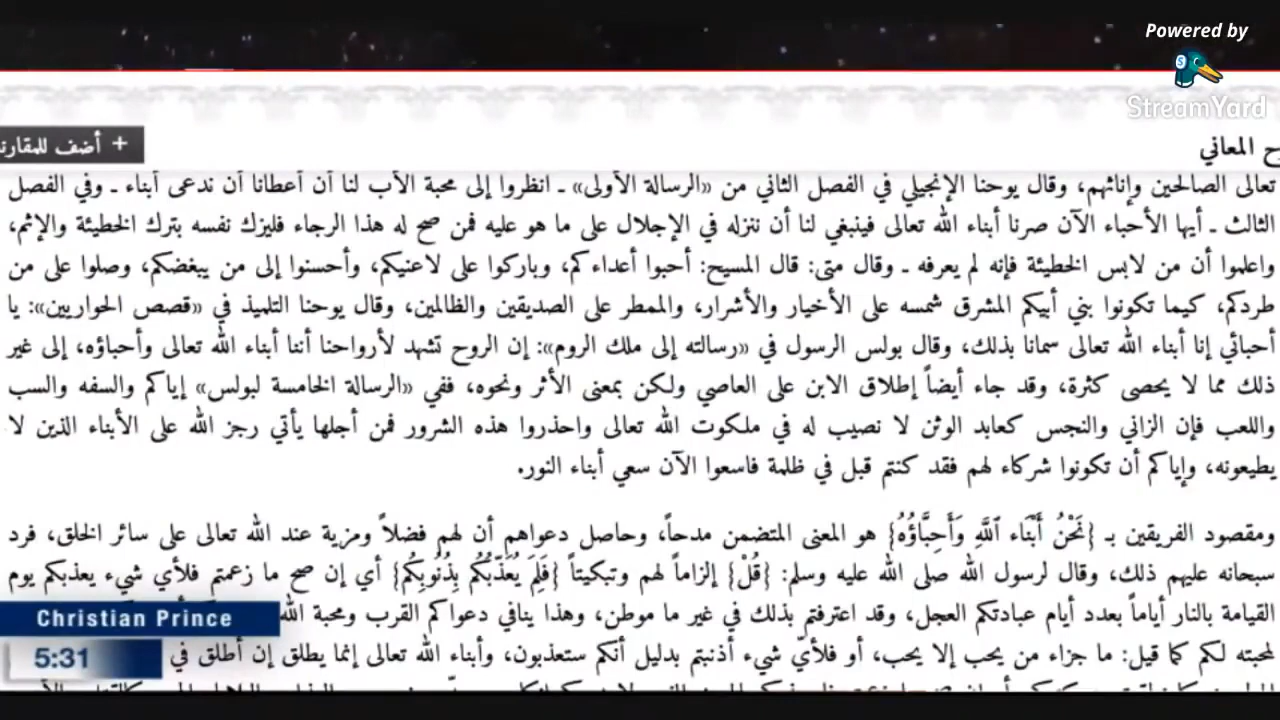 Powered by
StreamYard
+ أضف للمقارنة
ح المعاني
تعالى الصالحين وإناثهم، وقال يوحنا الإنجيلي في الفصل الثاني من «الرسالة الأولى» ـ انظروا إلى محبة الأب لنا أن أعطانا أن ندعى أبناء ـ وفي الفصل
الثالث ـ أيها الأحباء الآن صرنا أبناء الله تعالى فينبغي لنا أن ننزله في الإجلال على ما هو عليه فمن صح له هذا الرجاء فليزك نفسه بترك الخطيئة والإثم،
واعلموا أن من لابس الخطيئة فإنه لم يعرفه ـ وقال متى: قال المسيح: أحبوا أعداءكم، وباركوا على لاعنيكم، وأحسنوا إلى من يبغضكم، وصلوا على من
طردكم، كيما تكونوا بني أبيكم المشرق شمسه على الأخيار والأشرار، والممطر على الصديقين والظالمين، وقال يوحنا التلميذ في «قصص الحواريين»: يا
أحبائي إنا أبناء الله تعالى سمانا بذلك، وقال بولس الرسول في «رسالته إلى ملك الروم»: إن الروح تشهد لأرواحنا أننا أبناء الله تعالى وأحباؤه، إلى غير
ذلك مما لا يحصى كثرة، وقد جاء أيضاً إطلاق الابن على العاصي ولكن بمعنى الأثر ونحوه، ففي «الرسالة الخامسة لبولس» إياكم والسفه والسب
واللعب فإن الزاني والنجس كعابد الوثن لا نصيب له في ملكوت الله تعالى واحذروا هذه الشرور فمن أجلها يأتي رجز الله على الأبناء الذين لا
يطيعونه، وإياكم أن تكونوا شركاء لهم فقد كنتم قبل في ظلمة فاسعوا الآن سعي أبناء النور.
ومقصود الفريقين بـ {نَحْنُ أَبْنَاء ٱللَّهِ وَأَحِبَّاؤُهُ} هو المعنى المتضمن مدحاً، وحاصل دعواهم أن لهم فضلاً ومزية عند الله تعالى على سائر الخلق، فرد
سبحانه عليهم ذلك، وقال لرسول الله صلى الله عليه وسلم: {قُلْ} إلزاماً لهم وتبكيتاً {فَلِمَ يُعَذِّبُكُم بِذُنُوبِكُم} أي إن صح ما زعمتم فلأي شيء يعذبكم يوم
القيامة بالنار أياماً بعدد أيام عبادتكم العجل، وقد اعترفتم بذلك في غير ما موطن، وهذا ينافي دعواكم القرب ومحبة الله
لمحبته لكم كما قيل: ما جزاء من يحب إلا يحب، أو فلأيّ شيء أذنبتم بدليل أنكم ستعذبون، وأبناء الله تعالى إنما يطلق إن أطلق في
Christian Prince
5:31